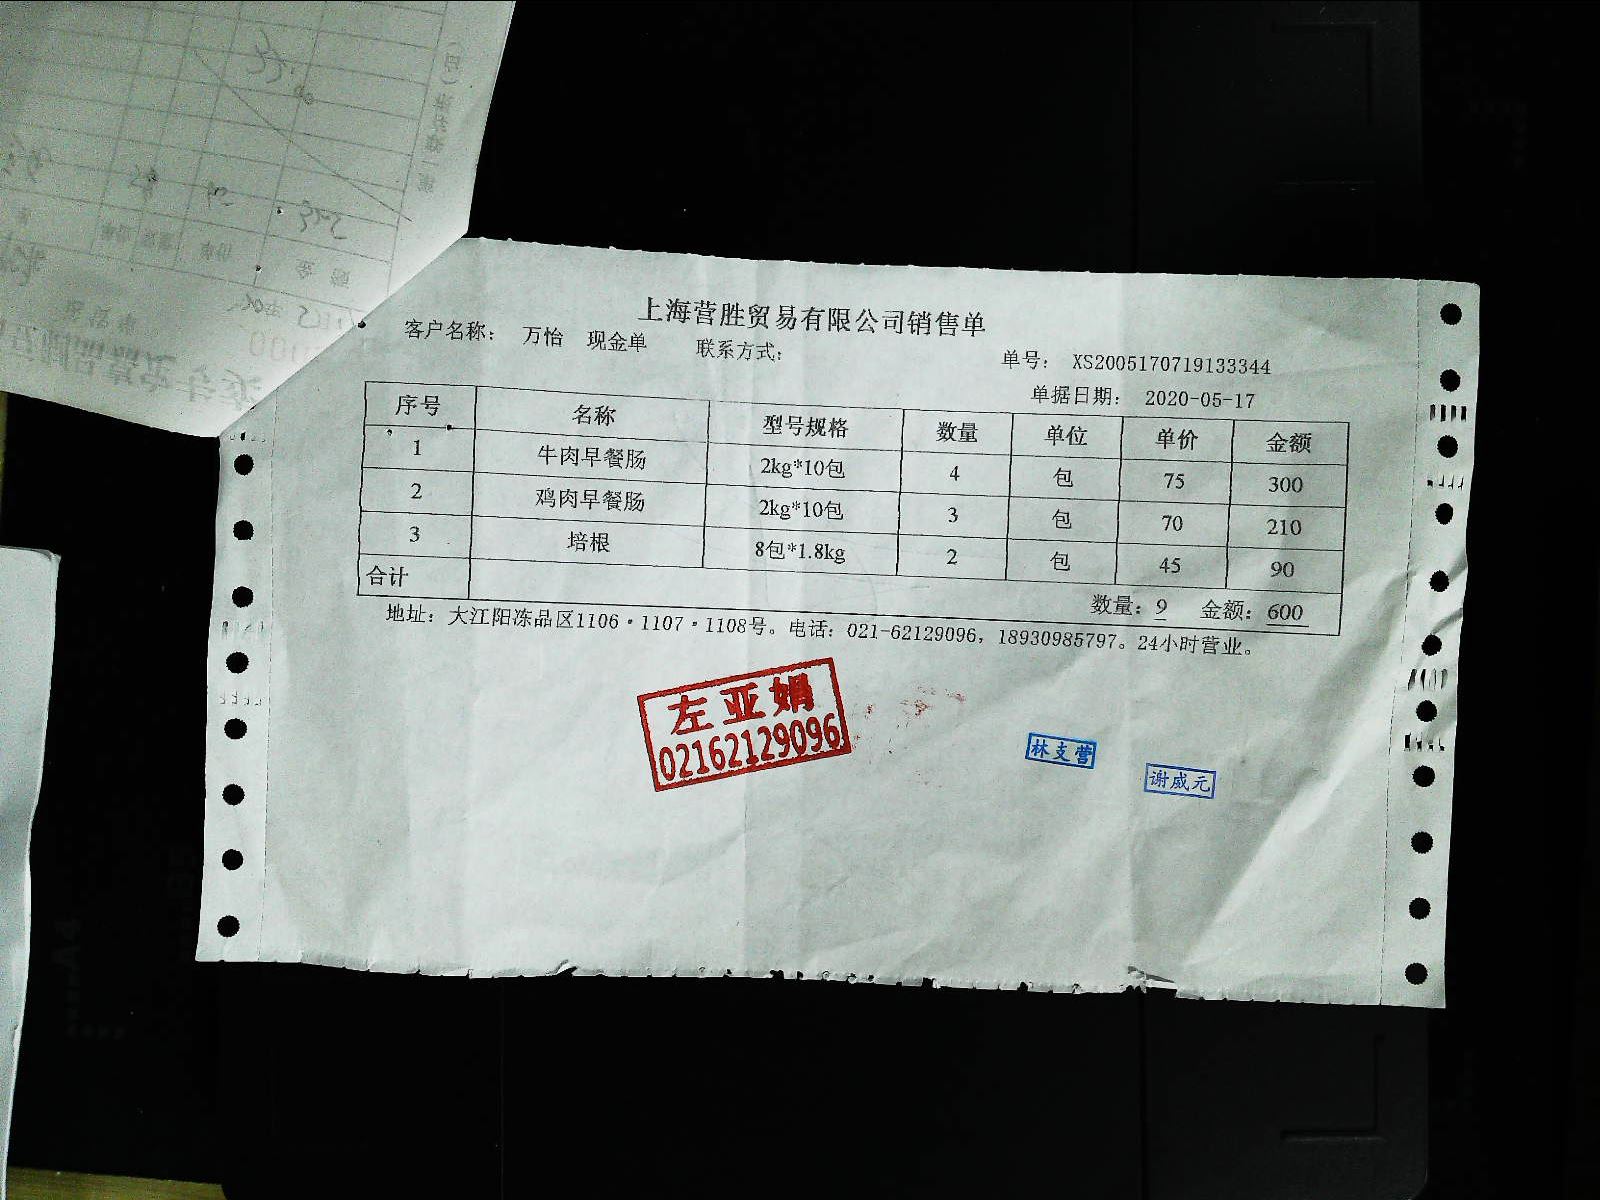 上海营胜贸易有限公司销售单
客户名称： 万怡 现金单 联系方式： 单号： XS2005170719133344
单据日期： 2020-05-17
序号 名称 型号规格 数量 单位 单价 金额
1 牛肉早餐肠 2kg*10包 4 包 75 300
2 鸡肉早餐肠 2kg*10包 3 包 70 210
3 培根 8包*1.8kg 2 包 45 90
合计 数量：9 金额：600
地址：大江阳冻品区1106·1107·1108号。电话：021-62129096，18930985797。24小时营业。
左亚娟
02162129096
林支营
谢威元